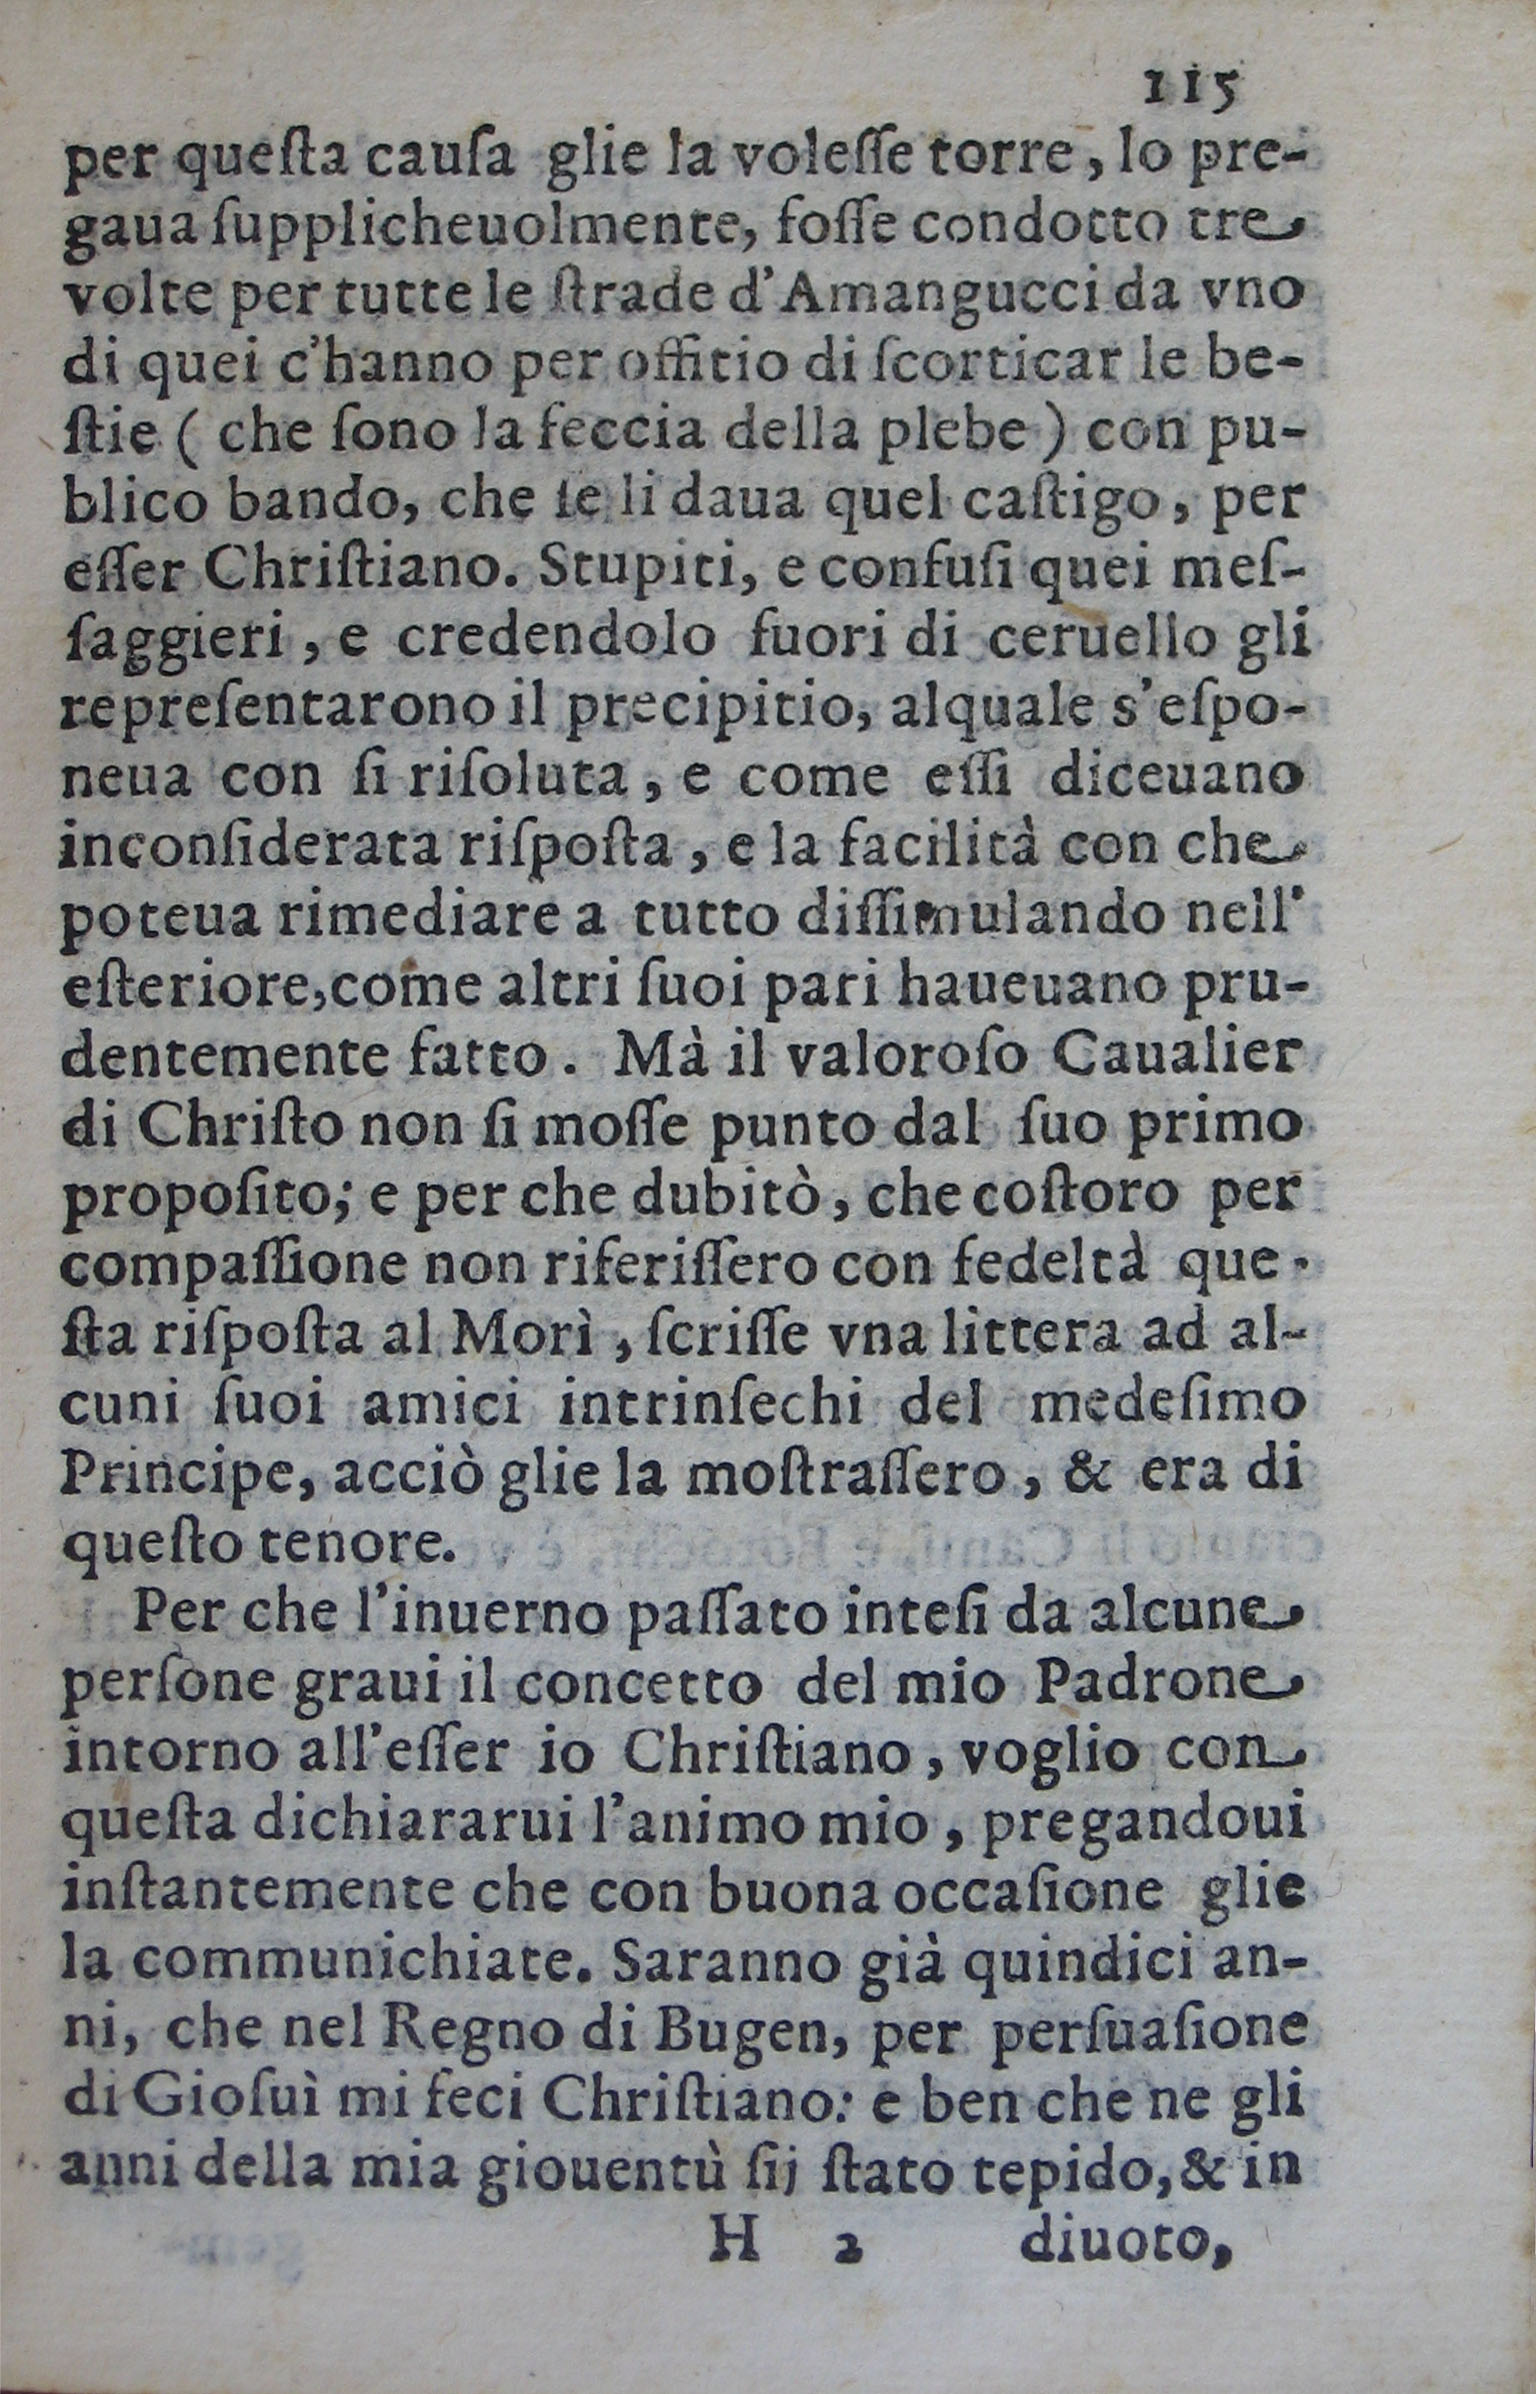 115
per queſta cauſa glie la voleſſe torre, lo pre-
gaua ſupplicheuolmente, foſſe condotto tre
volte per tutte le ſtrade d'Amangucci da vno
di quei c'hanno per offitio di ſcorticar le be-
ſtie ( che ſono la feccia della plebe ) con pu-
blico bando, che ſe li daua quel caſtigo, per
eſſer Chriſtiano. Stupiti, e confuſi quei meſ-
ſaggieri, e credendolo fuori di ceruello gli
repreſentarono il precipitio, alquale s'eſpo-
neua con ſi riſoluta, e come eſſi diceuano
inconſiderata riſpoſta, e la facilità con che
poteua rimediare a tutto diſſimulando nell'
eſteriore, come altri ſuoi pari haueuano pru-
dentemente fatto. Mà il valoroſo Caualier
di Chriſto non ſi moſſe punto dal ſuo primo
propoſito; e per che dubitò, che coſtoro per
compaſſione non riferiſſero con fedeltà que-
ſta riſpoſta al Morì, ſcriſſe vna littera ad al-
cuni ſuoi amici intrinſechi del medeſimo
Principe, acciò glie la moſtraſſero, & era di
queſto tenore.
Per che l'inuerno paſſato inteſi da alcune
perſone graui il concetto del mio Padrone
intorno all'eſſer io Chriſtiano, voglio con
queſta dichiararui l'animo mio, pregandoui
inſtantemente che con buona occaſione glie
la communichiate. Saranno già quindici an-
ni, che nel Regno di Bugen, per perſuaſione
di Gioſuì mi feci Chriſtiano: e ben che ne gli
anni della mia giouentù ſij ſtato tepido, & in
H 2 diuoto,